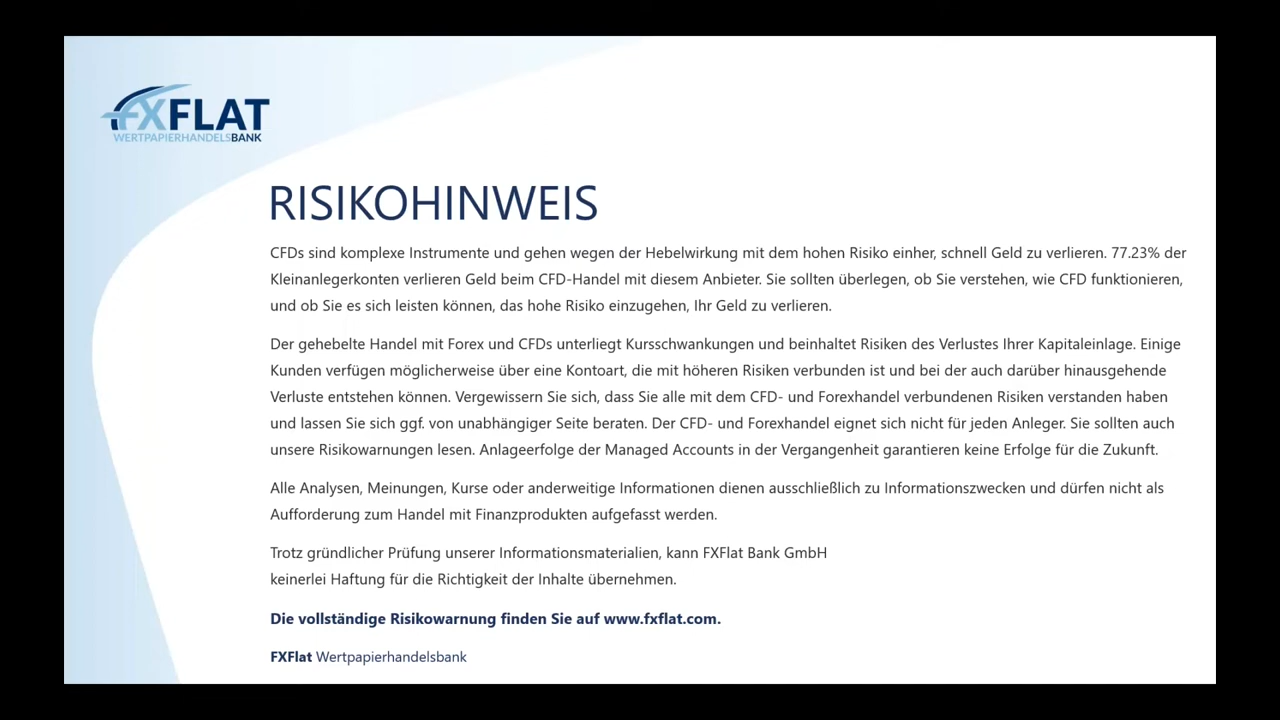 FXFLAT
WERTPAPIERHANDELSBANK
RISIKOHINWEIS
CFDs sind komplexe Instrumente und gehen wegen der Hebelwirkung mit dem hohen Risiko einher, schnell Geld zu verlieren. 77.23% der
Kleinanlegerkonten verlieren Geld beim CFD-Handel mit diesem Anbieter. Sie sollten überlegen, ob Sie verstehen, wie CFD funktionieren,
und ob Sie es sich leisten können, das hohe Risiko einzugehen, Ihr Geld zu verlieren.
Der gehebelte Handel mit Forex und CFDs unterliegt Kursschwankungen und beinhaltet Risiken des Verlustes Ihrer Kapitaleinlage. Einige
Kunden verfügen möglicherweise über eine Kontoart, die mit höheren Risiken verbunden ist und bei der auch darüber hinausgehende
Verluste entstehen können. Vergewissern Sie sich, dass Sie alle mit dem CFD- und Forexhandel verbundenen Risiken verstanden haben
und lassen Sie sich ggf. von unabhängiger Seite beraten. Der CFD- und Forexhandel eignet sich nicht für jeden Anleger. Sie sollten auch
unsere Risikowarnungen lesen. Anlageerfolge der Managed Accounts in der Vergangenheit garantieren keine Erfolge für die Zukunft.
Alle Analysen, Meinungen, Kurse oder anderweitige Informationen dienen ausschließlich zu Informationszwecken und dürfen nicht als
Aufforderung zum Handel mit Finanzprodukten aufgefasst werden.
Trotz gründlicher Prüfung unserer Informationsmaterialien, kann FXFlat Bank GmbH
keinerlei Haftung für die Richtigkeit der Inhalte übernehmen.
Die vollständige Risikowarnung finden Sie auf www.fxflat.com.
FXFlat Wertpapierhandelsbank